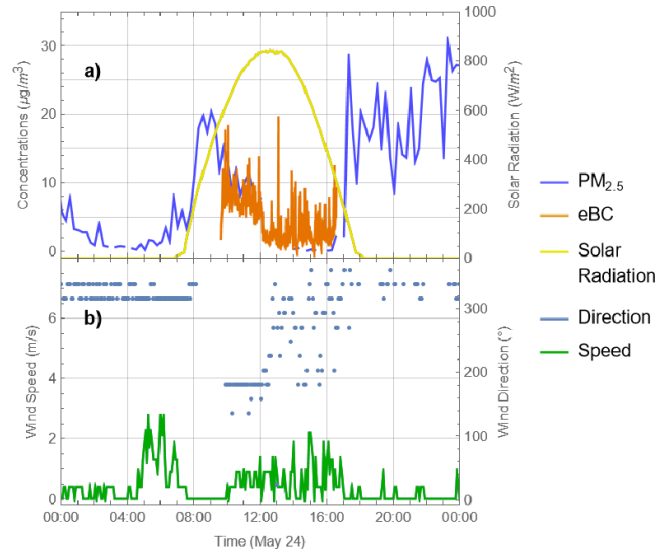 1000
30
800
a)
Concentrations (μg/m³)
Solar Radiation (W/m²)
20
600
400
10
200
0
0
PM2.5
eBC
Solar
Radiation
Direction
Speed
b)
6
300
Wind Speed (m/s)
Wind Direction (°)
4
200
2
100
0
0
00:00 04:00 08:00 12:00 16:00 20:00 00:00
Time (May 24)